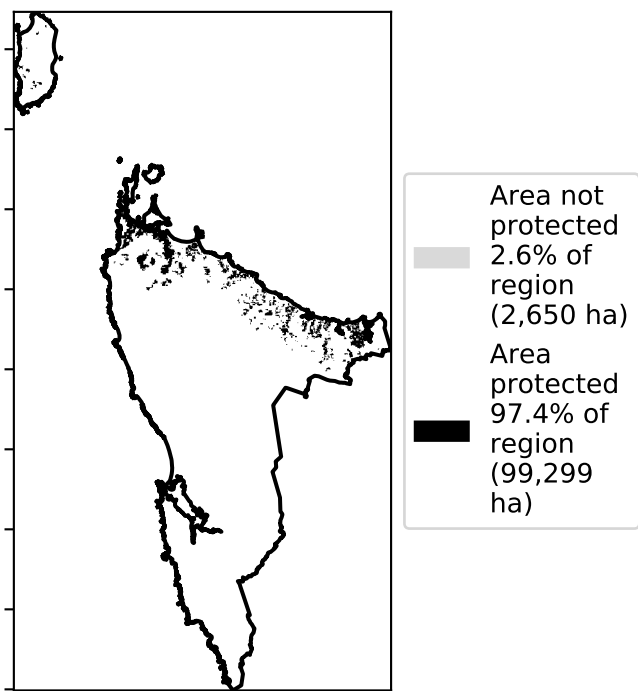 Area not
protected
2.6% of
region
(2,650 ha)
Area
protected
97.4% of
region
(99,299
ha)